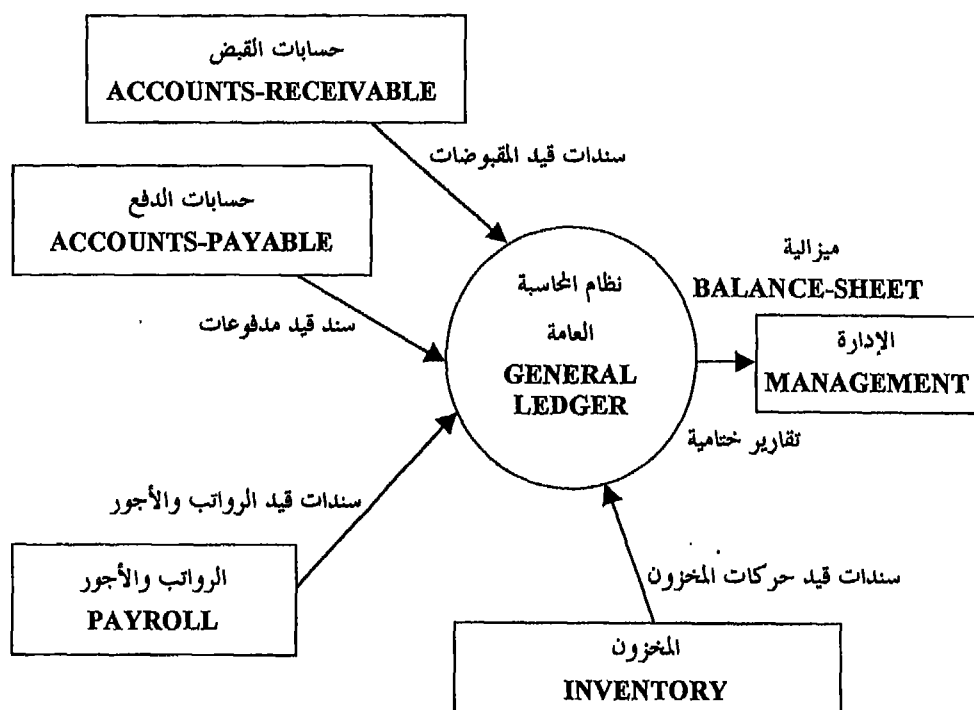 حسابات القبض
ACCOUNTS-RECEIVABLE
سندات قيد المقبوضات
حسابات الدفع
ACCOUNTS-PAYABLE
سند قيد مدفوعات
نظام المحاسبة
العامة
GENERAL
LEDGER
ميزالية
BALANCE-SHEET
الإدارة
MANAGEMENT
تقارير ختامية
سندات قيد الرواتب والأجور
الرواتب والأجور
PAYROLL
سندات قيد حركات المخزون
المخزون
INVENTORY